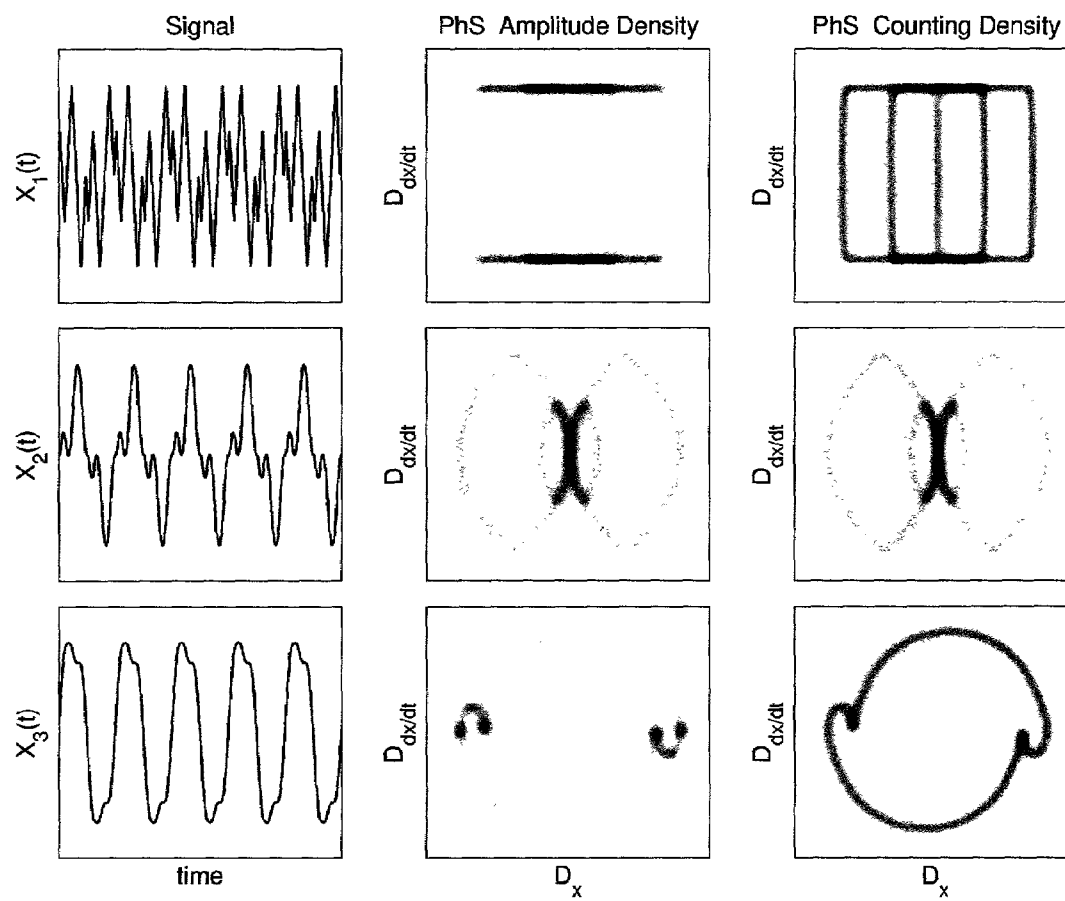 Signal
PhS Amplitude Density
PhS Counting Density
X1(t)
Ddx/dt
Ddx/dt
X2(t)
Ddx/dt
Ddx/dt
X3(t)
Ddx/dt
Ddx/dt
time
Dx
Dx